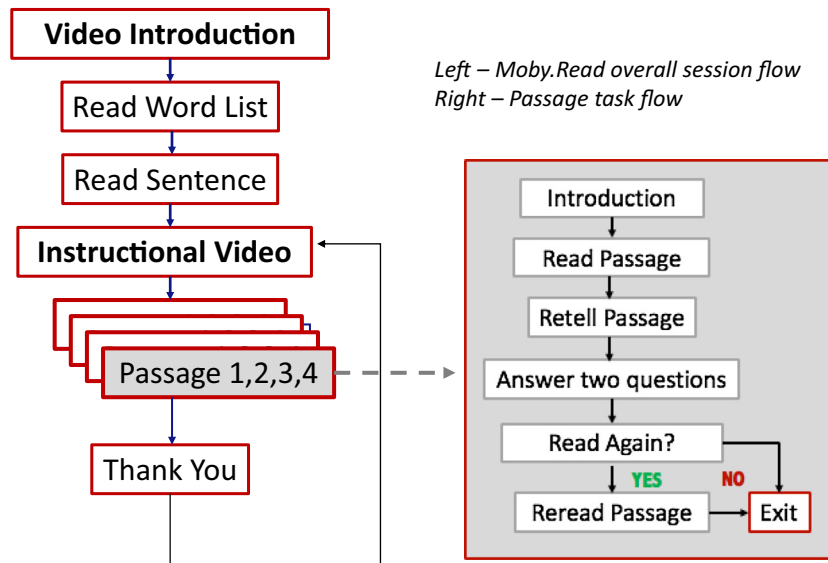 Video Introduction
Read Word List
Read Sentence
Instructional Video
Passage 1,2,3,4
Thank You
Left – Moby.Read overall session flow
Right – Passage task flow
Introduction
Read Passage
Retell Passage
Answer two questions
Read Again?
YES
NO
Reread Passage
Exit